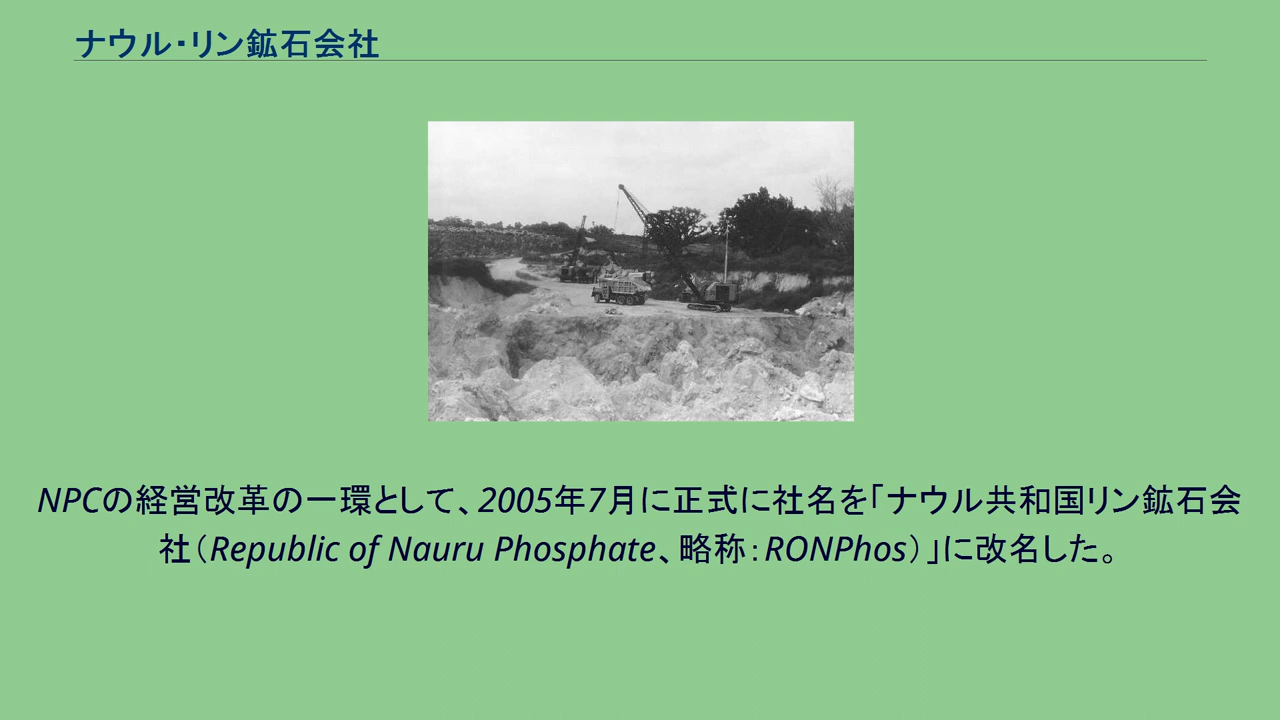 ナウル・リン鉱石会社
NPCの経営改革の一環として、2005年7月に正式に社名を「ナウル共和国リン鉱石会
社（Republic of Nauru Phosphate、略称：RONPhos）」に改名した。